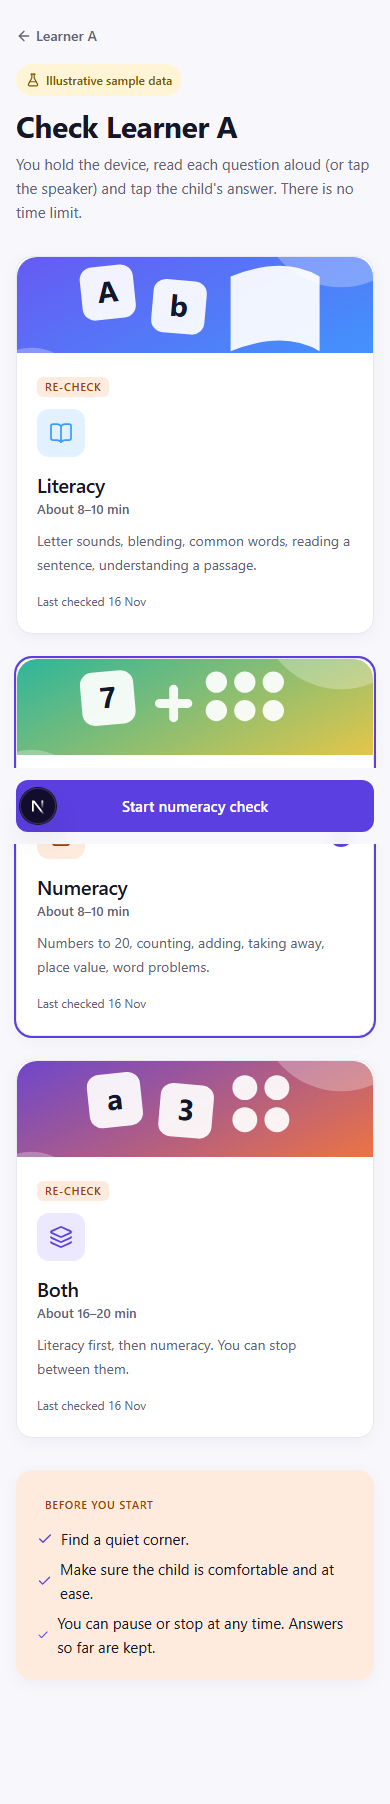 Learner A
Illustrative sample data
Check Learner A
You hold the device, read each question aloud (or tap
the speaker) and tap the child's answer. There is no
time limit.
A
b
RE-CHECK
Literacy
About 8–10 min
Letter sounds, blending, common words, reading a
sentence, understanding a passage.
Last checked 16 Nov
7 +
N
Start numeracy check
Numeracy
About 8–10 min
Numbers to 20, counting, adding, taking away,
place value, word problems.
Last checked 16 Nov
a
3
RE-CHECK
Both
About 16–20 min
Literacy first, then numeracy. You can stop
between them.
Last checked 16 Nov
BEFORE YOU START
Find a quiet corner.
Make sure the child is comfortable and at
ease.
You can pause or stop at any time. Answers
so far are kept.